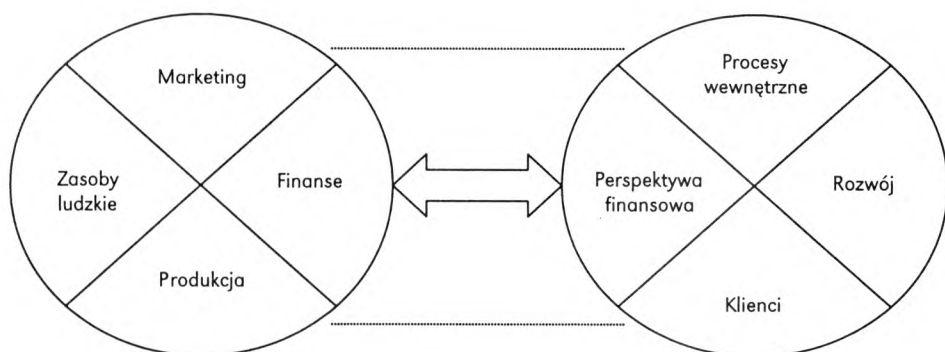 Marketing
Zasoby
ludzkie
Finanse
Produkcja
Procesy
wewnętrzne
Perspektywa
finansowa
Rozwój
Klienci